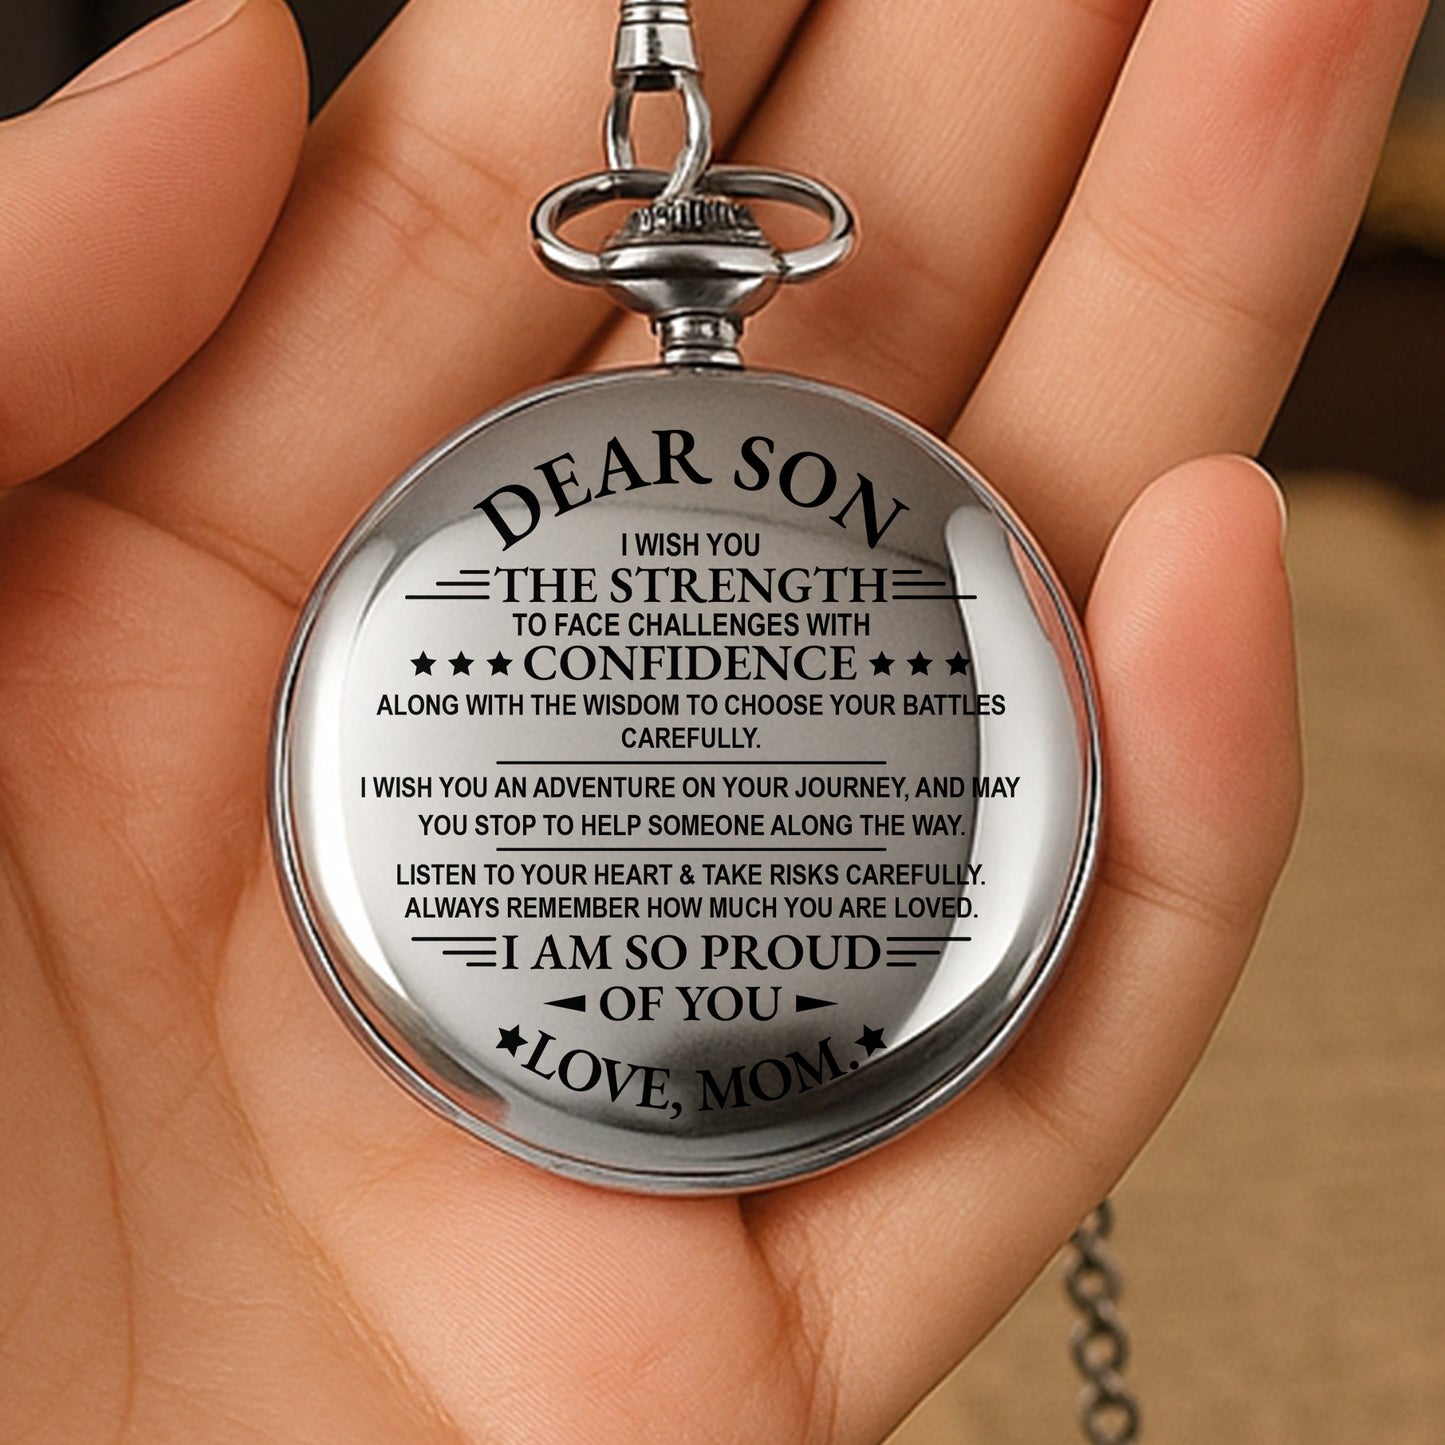 DEAR SON
I WISH YOU
THE STRENGTH
TO FACE CHALLENGES WITH
CONFIDENCE
ALONG WITH THE WISDOM TO CHOOSE YOUR BATTLES
CAREFULLY.
I WISH YOU AN ADVENTURE ON YOUR JOURNEY, AND MAY
YOU STOP TO HELP SOMEONE ALONG THE WAY.
LISTEN TO YOUR HEART & TAKE RISKS CAREFULLY.
ALWAYS REMEMBER HOW MUCH YOU ARE LOVED.
I AM SO PROUD
OF YOU
LOVE, MOM.